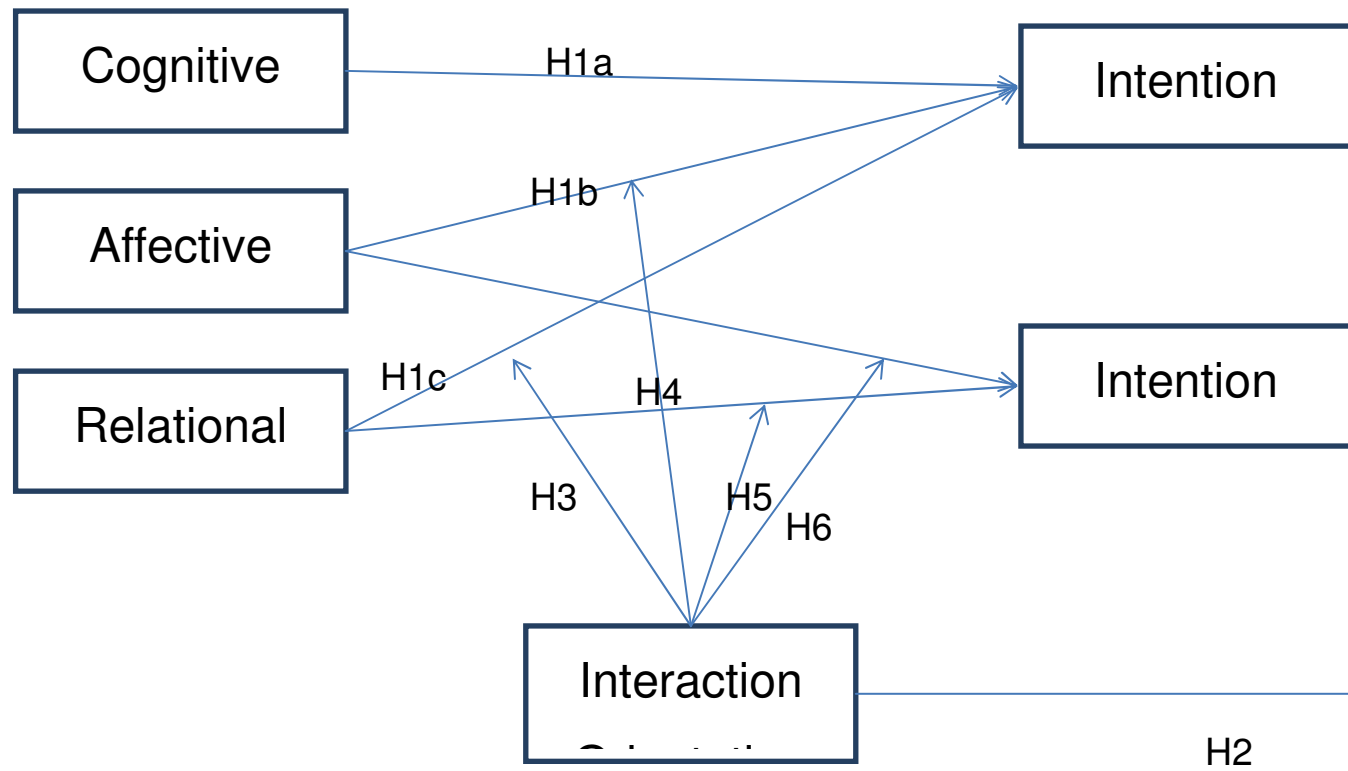 Cognitive
H1a
Intention
Affective
H1b
Relational
H1c
H4
Intention
H3
H5
H6
Interaction
H2